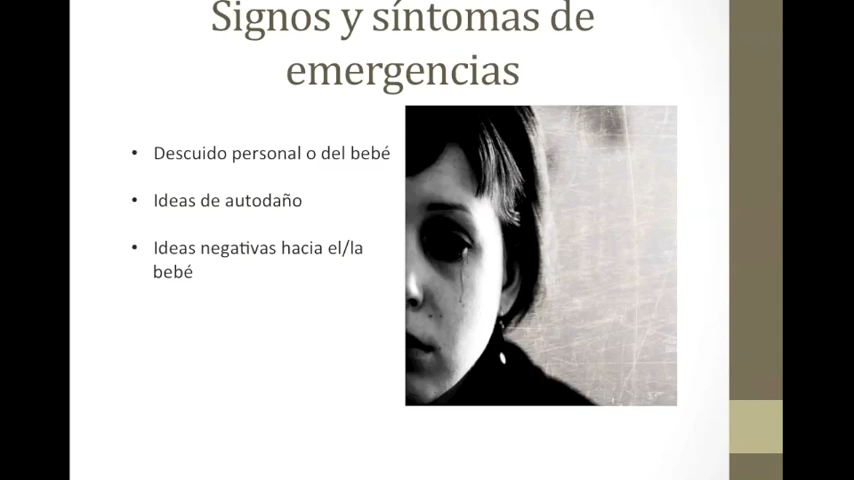 Signos y síntomas de
emergencias
• Descuido personal o del bebé
• Ideas de autodaño
• Ideas negativas hacia el/la
bebé